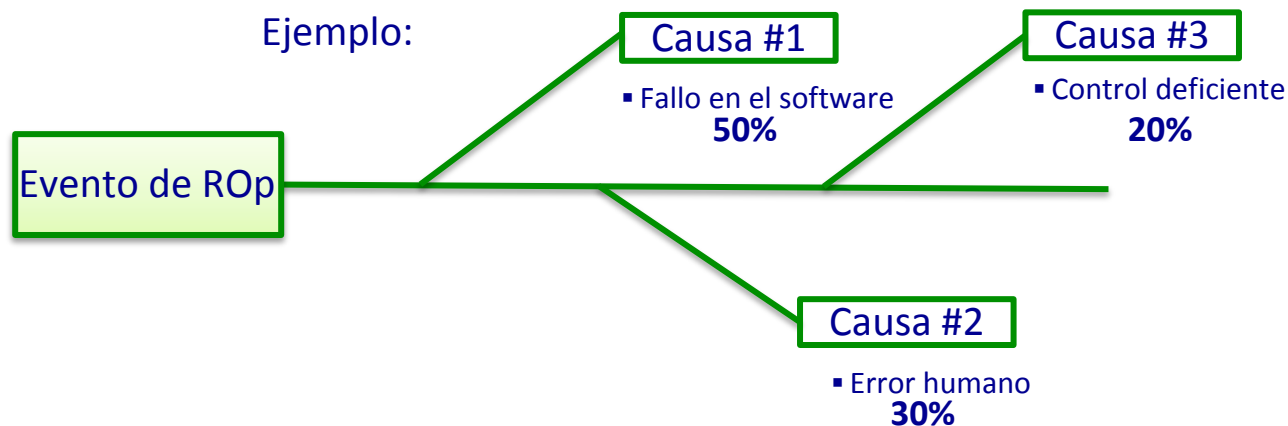 Ejemplo:
Causa #1
▪ Fallo en el software
50%
Causa #3
▪ Control deficiente
20%
Evento de ROp
Causa #2
▪ Error humano
30%